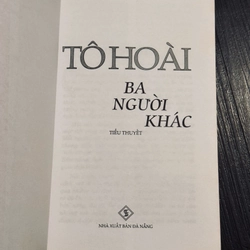 TÔ HOÀI
BA
NGƯỜI
KHÁC
TIỂU THUYẾT
NHÀ XUẤT BẢN ĐÀ NẴNG